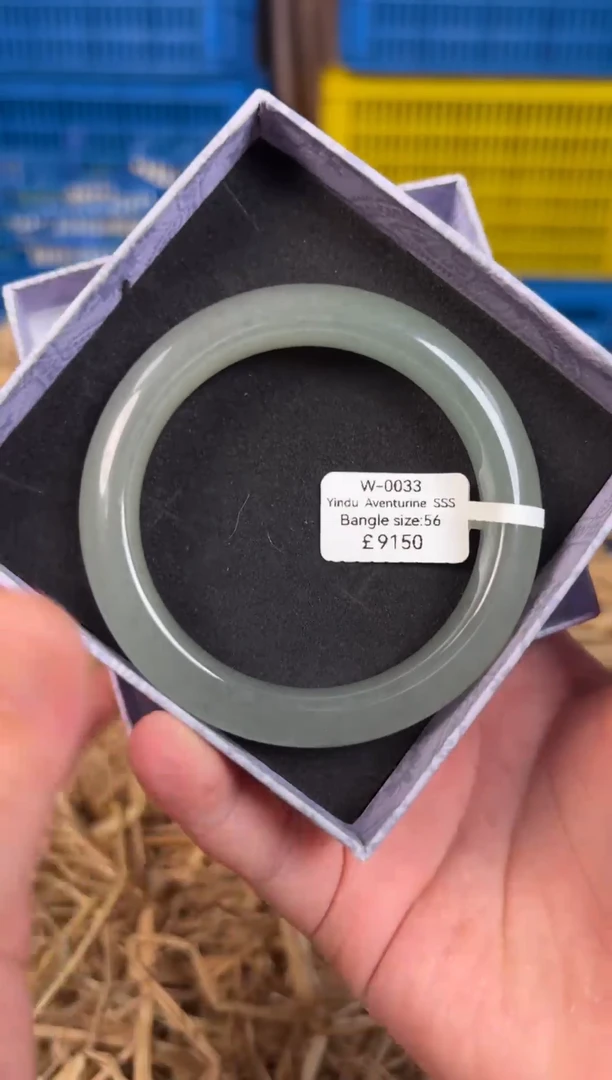 W-0033
Yindu Aventurine SSS
Bangle size:56
£9150